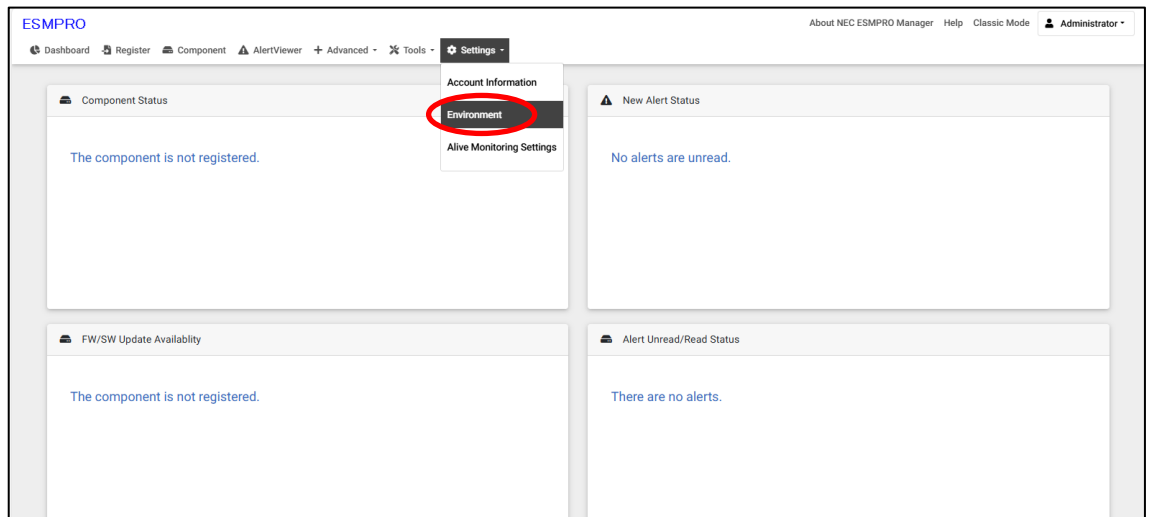 ESMPRO
About NEC ESMPRO Manager Help Classic Mode Administrator
Dashboard Register Component AlertViewer Advanced Tools Settings
Account Information
Environment
Alive Monitoring Settings
Component Status
The component is not registered.
New Alert Status
No alerts are unread.
FW/SW Update Availablity
The component is not registered.
Alert Unread/Read Status
There are no alerts.